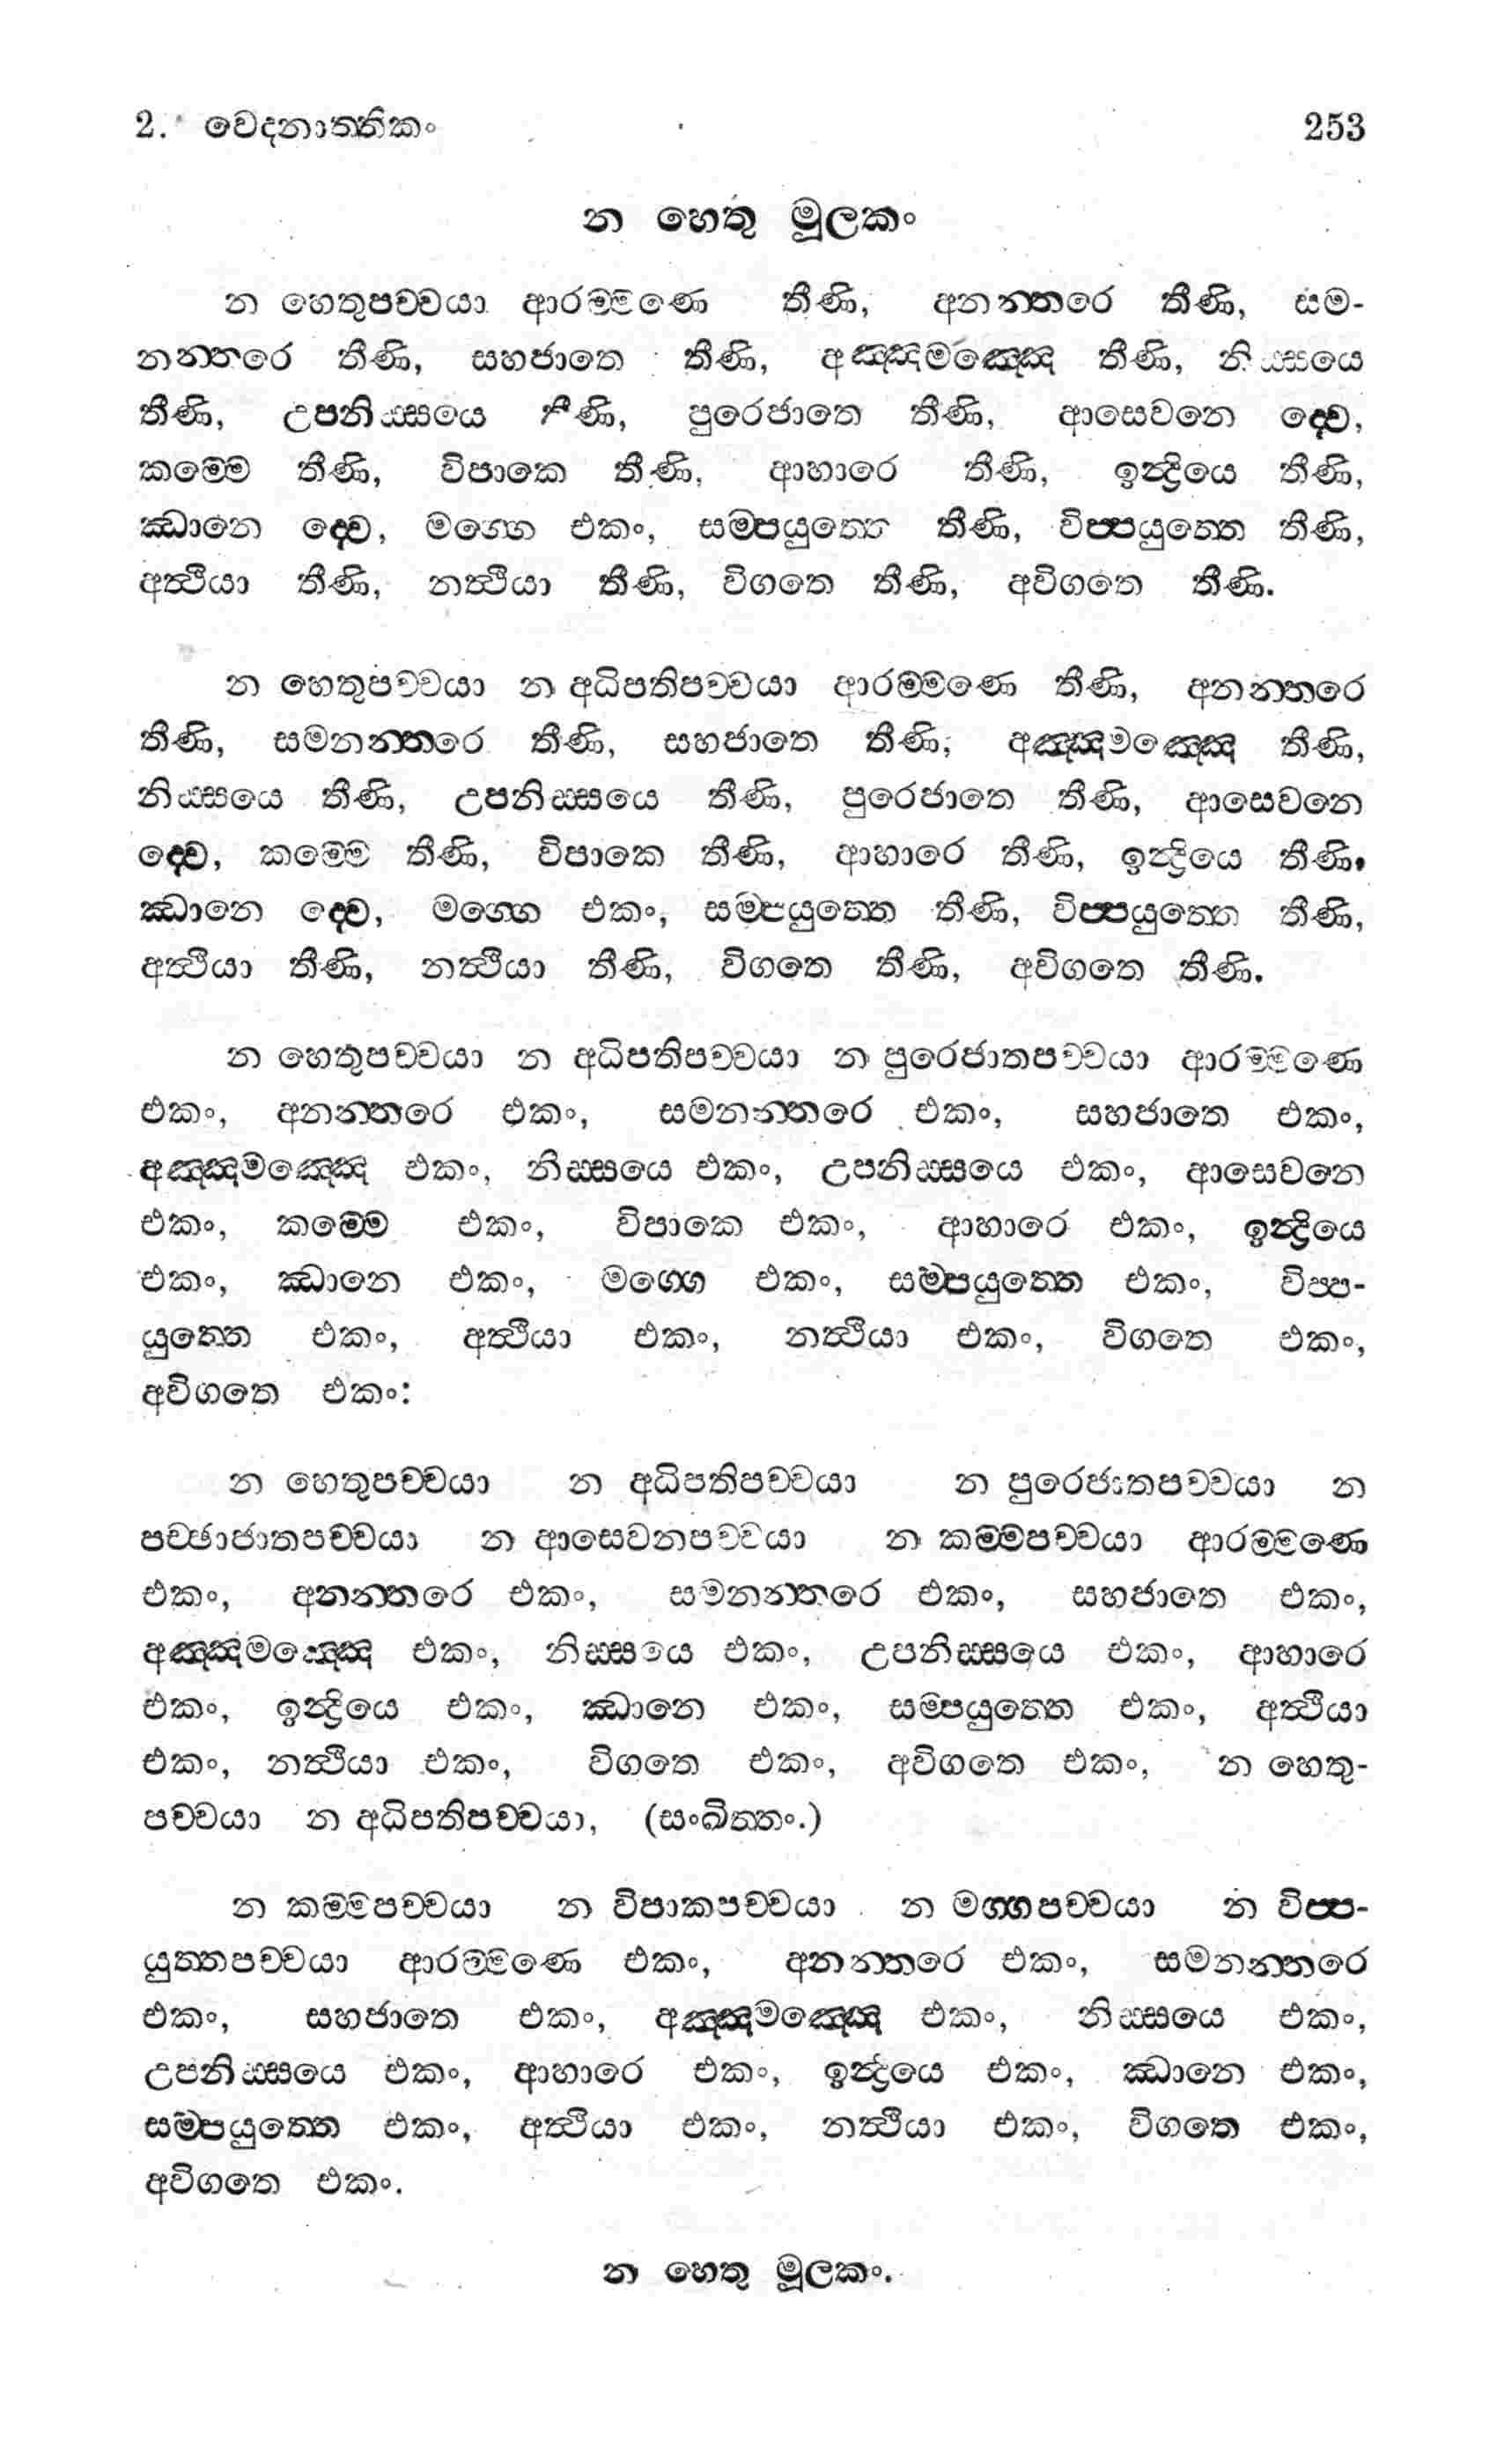 2. වෙදනාත්තිකං 253
න හෙතු මූලකං
න හෙතුපච්චයා ආරම්මණෙ තීණි, අනන්තරෙ තීණි, සම-
නන්තරෙ තීණි, සහජාතෙ තීණි, අඤ්ඤමඤ්ඤෙ තීණි, නිස්සයෙ
තීණි, උපනිස්සයෙ තීණි, පුරෙජාතෙ තීණි, ආසෙවනෙ ද්වෙ,
කම්මෙ තීණි, විපාකෙ තීණි, ආහාරෙ තීණි, ඉන්ද්‍රියෙ තීණි,
ඣානෙ ද්වෙ, මග්ගෙ එකං, සම්පයුත්තෙ තීණි, විප්පයුත්තෙ තීණි,
අත්ථියා තීණි, නත්ථියා තීණි, විගතෙ තීණි, අවිගතෙ තීණි.
න හෙතුපච්චයා න අධිපතිපච්චයා ආරම්මණෙ තීණි, අනන්තරෙ
තීණි, සමනන්තරෙ තීණි, සහජාතෙ තීණි, අඤ්ඤමඤ්ඤෙ තීණි,
නිස්සයෙ තීණි, උපනිස්සයෙ තීණි, පුරෙජාතෙ තීණි, ආසෙවනෙ
ද්වෙ, කම්මෙ තීණි, විපාකෙ තීණි, ආහාරෙ තීණි, ඉන්ද්‍රියෙ තීණි,
ඣානෙ ද්වෙ, මග්ගෙ එකං, සම්පයුත්තෙ තීණි, විප්පයුත්තෙ තීණි,
අත්ථියා තීණි, නත්ථියා තීණි, විගතෙ තීණි, අවිගතෙ තීණි.
න හෙතුපච්චයා න අධිපතිපච්චයා න පුරෙජාතපච්චයා ආරම්මණෙ
එකං, අනන්තරෙ එකං, සමනන්තරෙ එකං, සහජාතෙ එකං,
අඤ්ඤමඤ්ඤෙ එකං, නිස්සයෙ එකං, උපනිස්සයෙ එකං, ආසෙවනෙ
එකං, කම්මෙ එකං, විපාකෙ එකං, ආහාරෙ එකං, ඉන්ද්‍රියෙ
එකං, ඣානෙ එකං, මග්ගෙ එකං, සම්පයුත්තෙ එකං, විප්ප-
යුත්තෙ එකං, අත්ථියා එකං, නත්ථියා එකං, විගතෙ එකං,
අවිගතෙ එකං:
න හෙතුපච්චයා න අධිපතිපච්චයා න පුරෙජාතපච්චයා න
පච්ඡාජාතපච්චයා න ආසෙවනපච්චයා න කම්මපච්චයා ආරම්මණෙ
එකං, අනන්තරෙ එකං, සමනන්තරෙ එකං, සහජාතෙ එකං,
අඤ්ඤමඤ්ඤෙ එකං, නිස්සයෙ එකං, උපනිස්සයෙ එකං, ආහාරෙ
එකං, ඉන්ද්‍රියෙ එකං, ඣානෙ එකං, සම්පයුත්තෙ එකං, අත්ථියා
එකං, නත්ථියා එකං, විගතෙ එකං, අවිගතෙ එකං, න හෙතු-
පච්චයා න අධිපතිපච්චයා, (සංඛිත්තං.)
න කම්මපච්චයා න විපාකපච්චයා න මග්ගපච්චයා න විප්ප-
යුත්තපච්චයා ආරම්මණෙ එකං, අනන්තරෙ එකං, සමනන්තරෙ
එකං, සහජාතෙ එකං, අඤ්ඤමඤ්ඤෙ එකං, නිස්සයෙ එකං,
උපනිස්සයෙ එකං, ආහාරෙ එකං, ඉන්ද්‍රයෙ එකං, ඣානෙ එකං,
සම්පයුත්තෙ එකං, අත්ථියා එකං, නත්ථියා එකං, විගතෙ එකං,
අවිගතෙ එකං.
න හෙතු මූලකං.